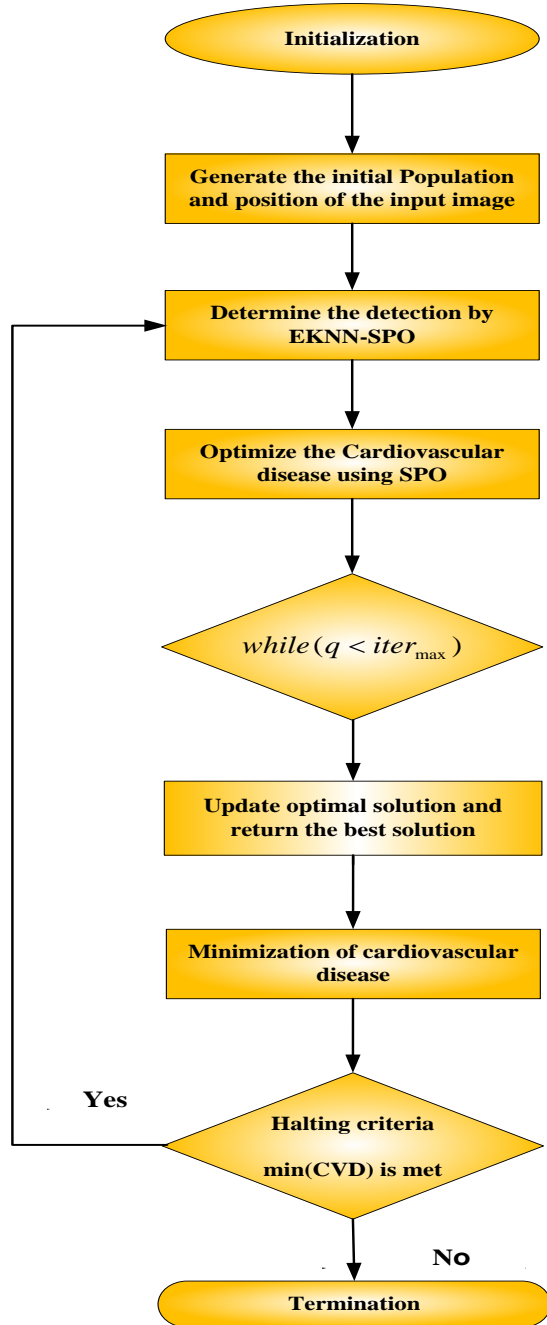 Initialization
Generate the initial Population
and position of the input image
Determine the detection by
EKNN-SPO
Optimize the Cardiovascular
disease using SPO
while(q < iter_max)
Update optimal solution and
return the best solution
Minimization of cardiovascular
disease
Yes
Halting criteria
min(CVD) is met
No
Termination